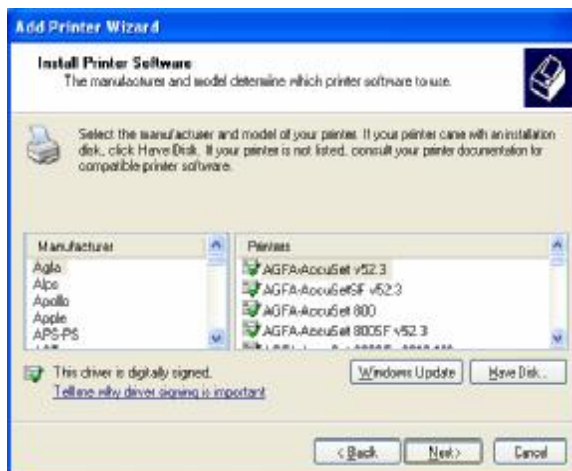 Add Printer Wizard
Install Printer Software
The manufacturer and model determine which printer software to use.
Select the manufacturer and model of your printer. If your printer came with an installation
disk, click Have Disk. If your printer is not listed, consult your printer documentation for
compatible printer software.
Manufacturer
Agfa
Alps
Apollo
Apple
APS-PS
Printers
AGFA-AccuSet v52.3
AGFA-AccuSetSF v52.3
AGFA-AccuSet 800
AGFA-AccuSet 800SF v52.3
This driver is digitally signed.
Tell me why driver signing is important
Windows Update
Have Disk...
< Back
Next >
Cancel